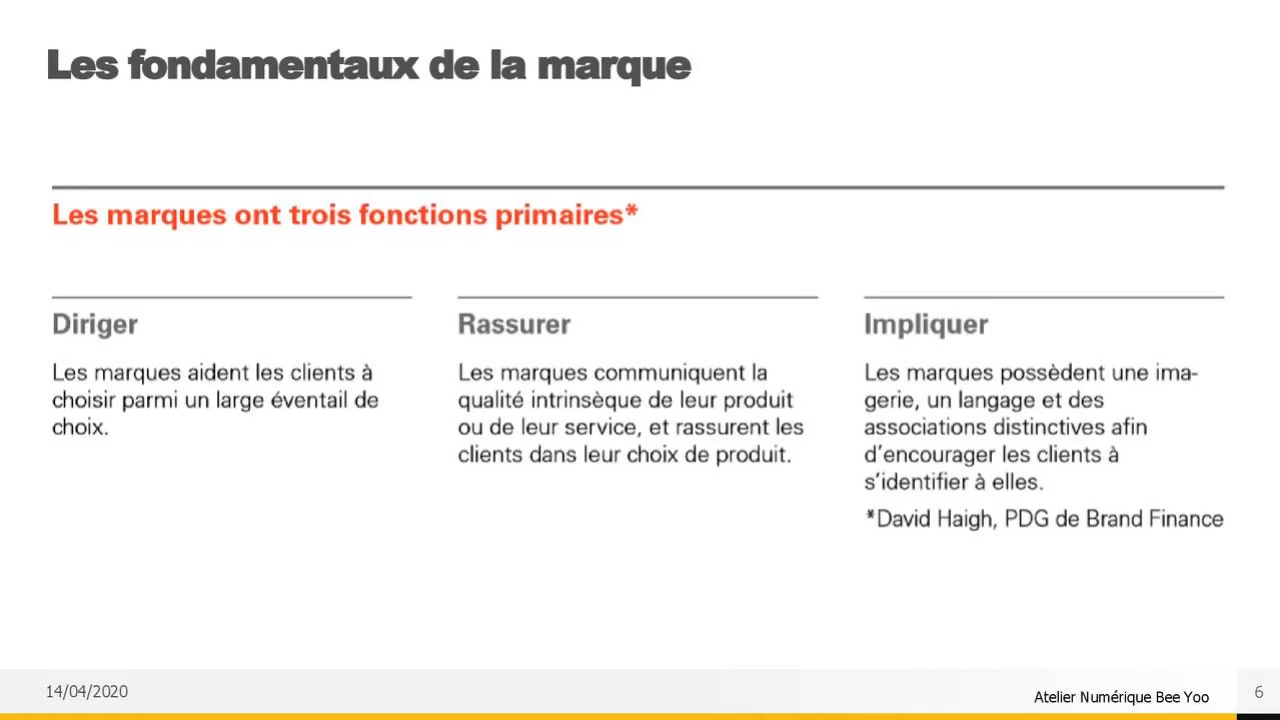 Les fondamentaux de la marque
Les marques ont trois fonctions primaires*
Diriger
Les marques aident les clients à
choisir parmi un large éventail de
choix.
Rassurer
Les marques communiquent la
qualité intrinsèque de leur produit
ou de leur service, et rassurent les
clients dans leur choix de produit.
Impliquer
Les marques possèdent une ima-
gerie, un langage et des
associations distinctives afin
d’encourager les clients à
s’identifier à elles.
*David Haigh, PDG de Brand Finance
14/04/2020
Atelier Numérique Bee Yoo
6